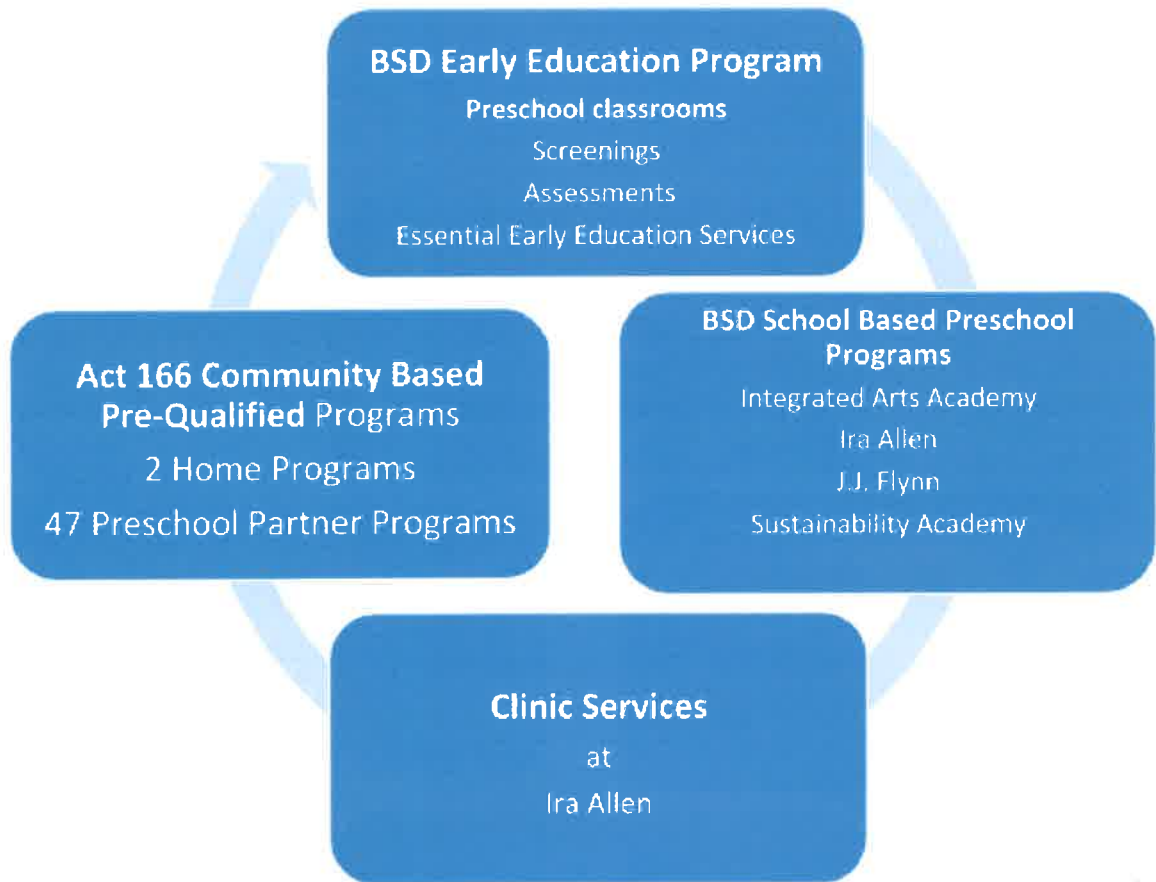 BSD Early Education Program
Preschool classrooms
Screenings
Assessments
Essential Early Education Services
BSD School Based Preschool
Programs
Integrated Arts Academy
Ira Allen
J.J. Flynn
Sustainability Academy
Clinic Services
at
Ira Allen
Act 166 Community Based
Pre-Qualified Programs
2 Home Programs
47 Preschool Partner Programs